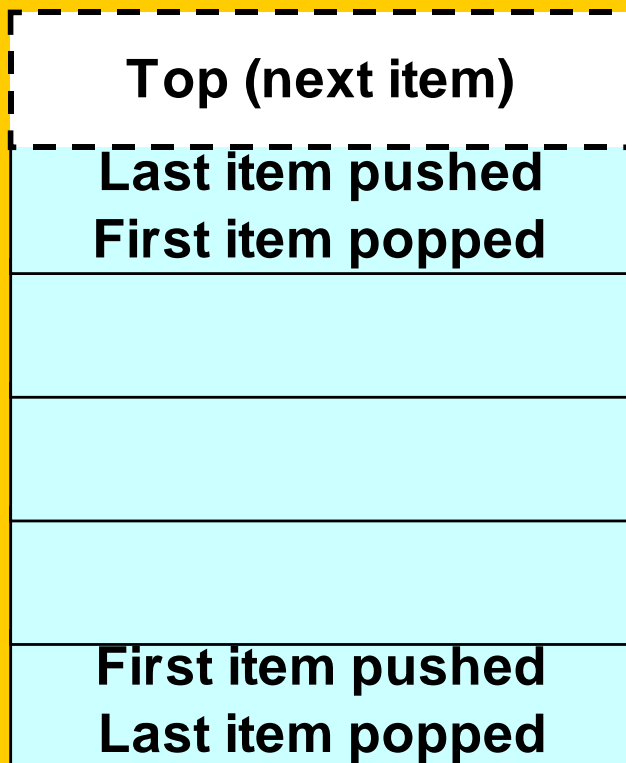 Top (next item)
Last item pushed
First item popped
First item pushed
Last item popped